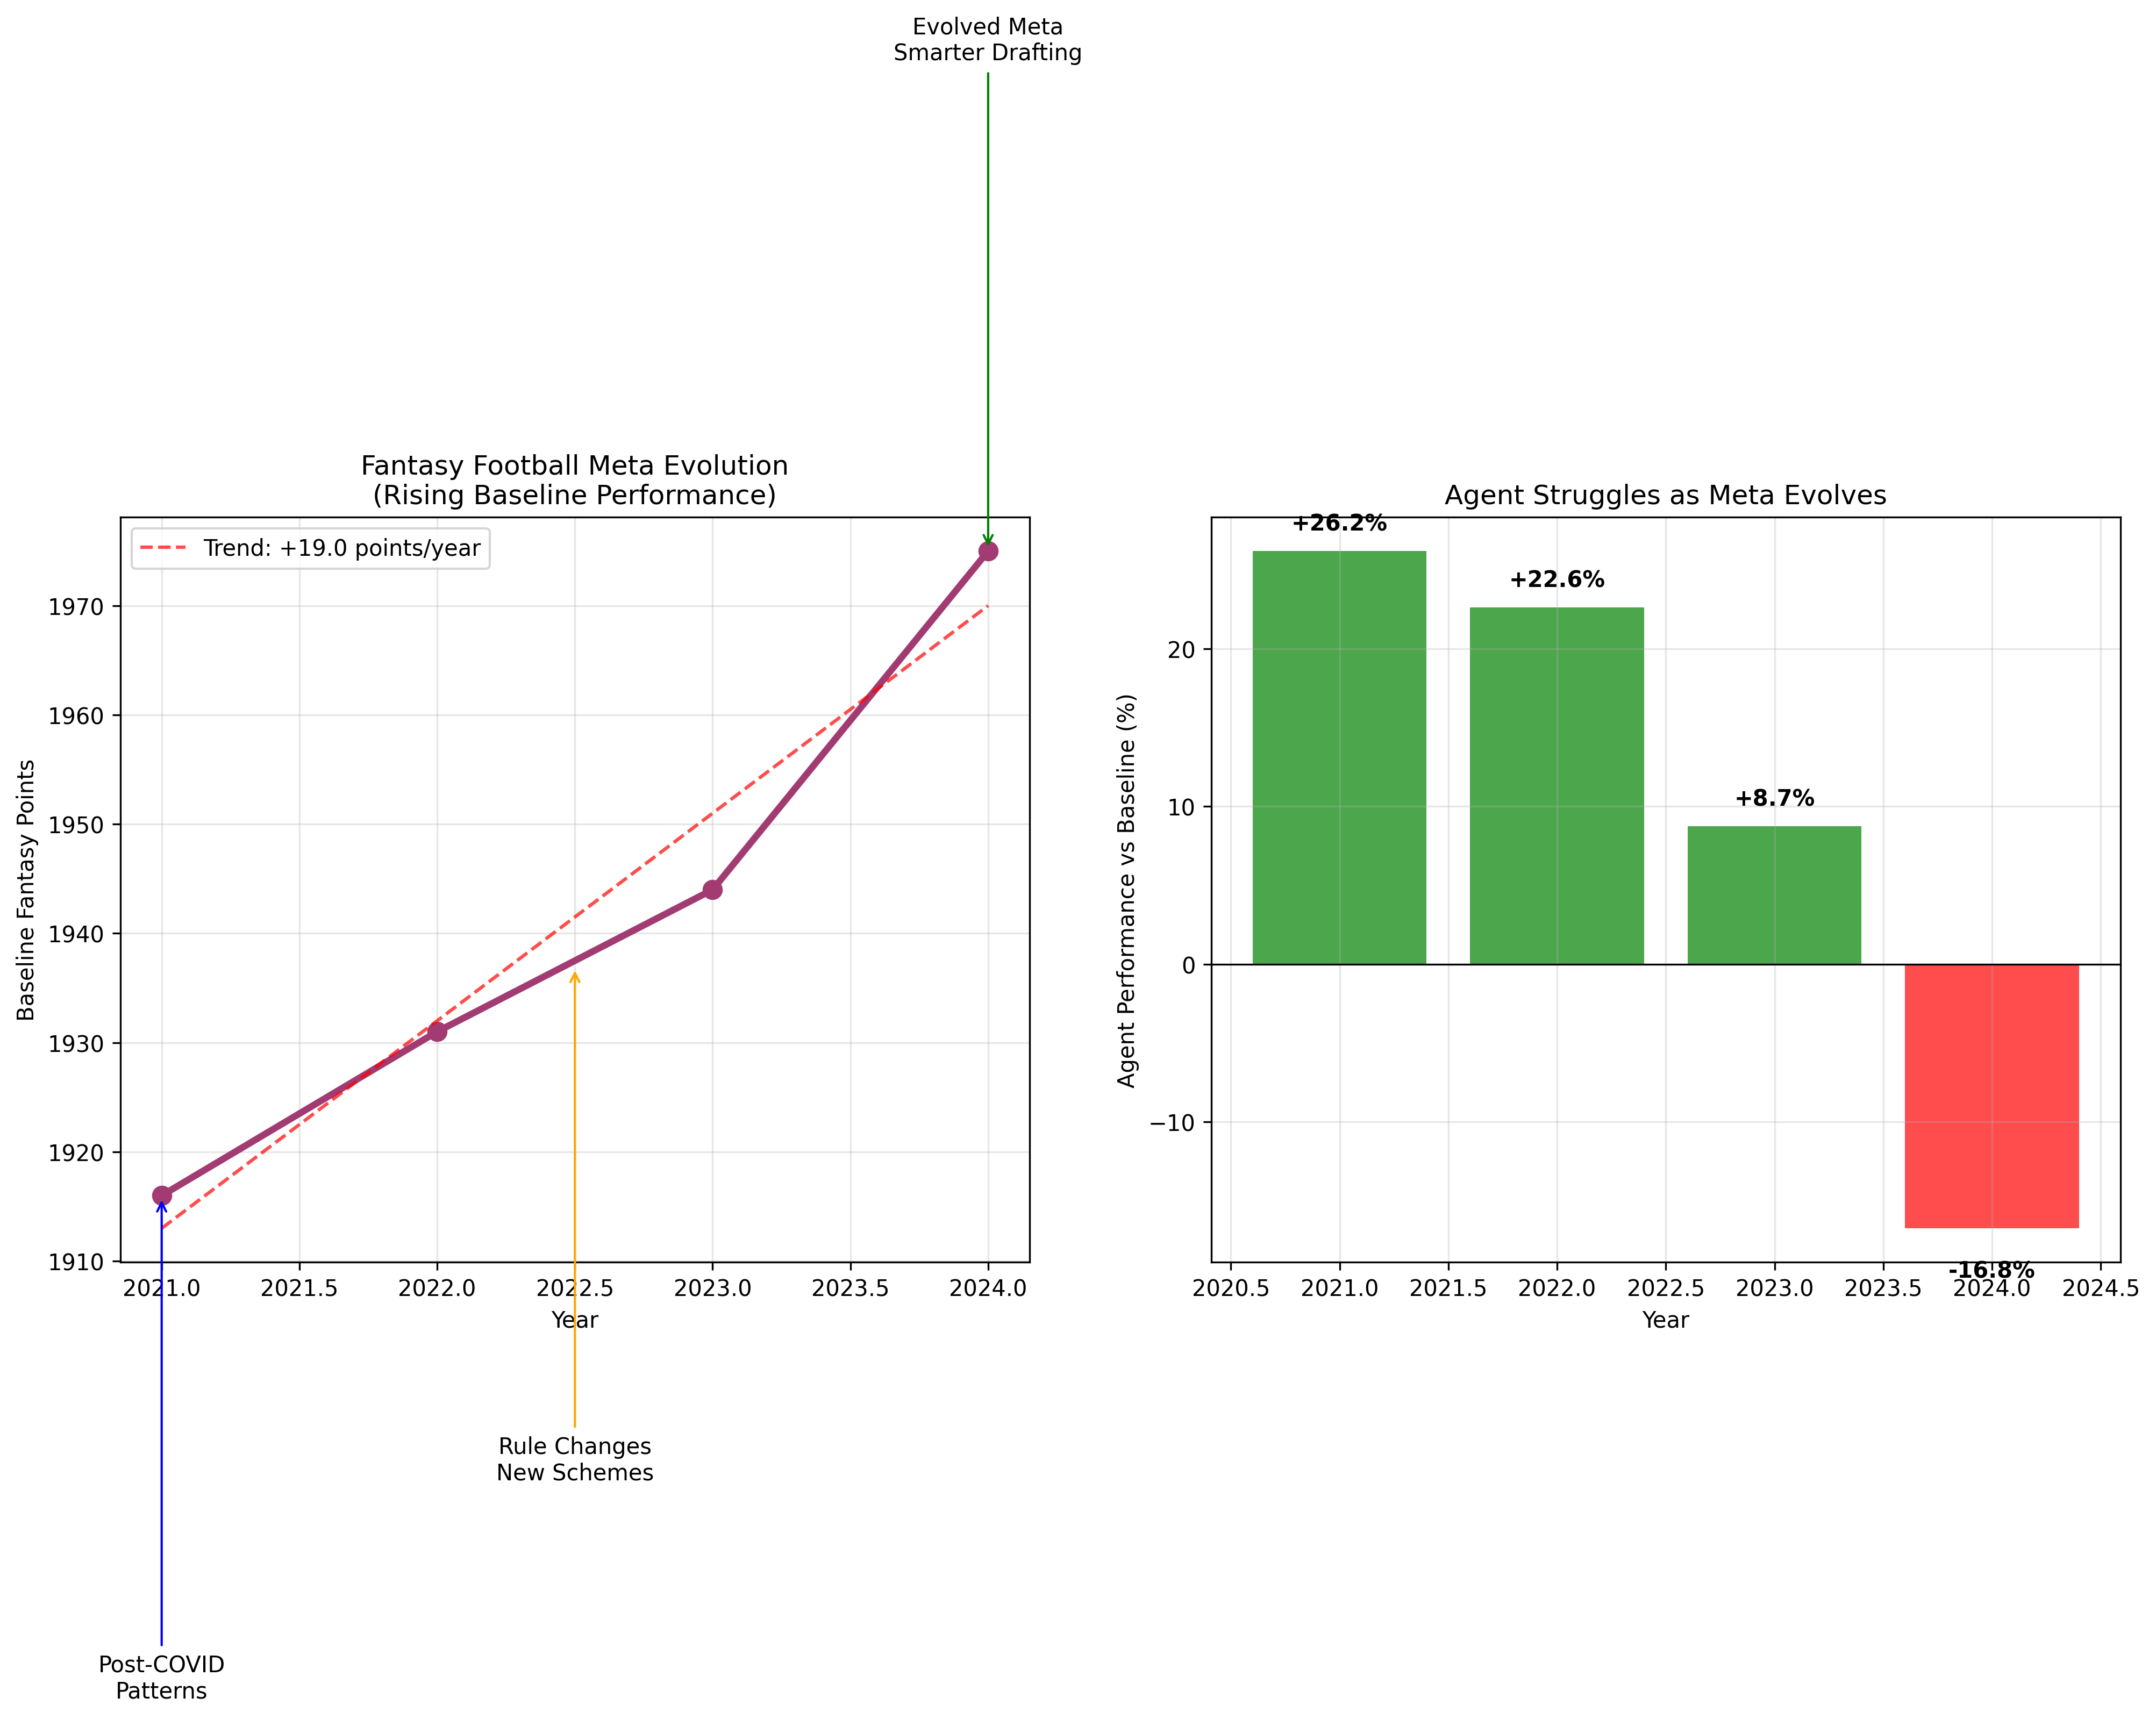 Evolved Meta
Smarter Drafting
Fantasy Football Meta Evolution
(Rising Baseline Performance)
Trend: +19.0 points/year
Baseline Fantasy Points
1970
1960
1950
1940
1930
1920
1910
2021.0 2021.5 2022.0 2022.5 2023.0 2023.5 2024.0
Year
Rule Changes
New Schemes
Post-COVID
Patterns
Agent Struggles as Meta Evolves
+26.2%
+22.6%
+8.7%
-16.8%
Agent Performance vs Baseline (%)
20
10
0
−10
2020.5 2021.0 2021.5 2022.0 2022.5 2023.0 2023.5 2024.0 2024.5
Year